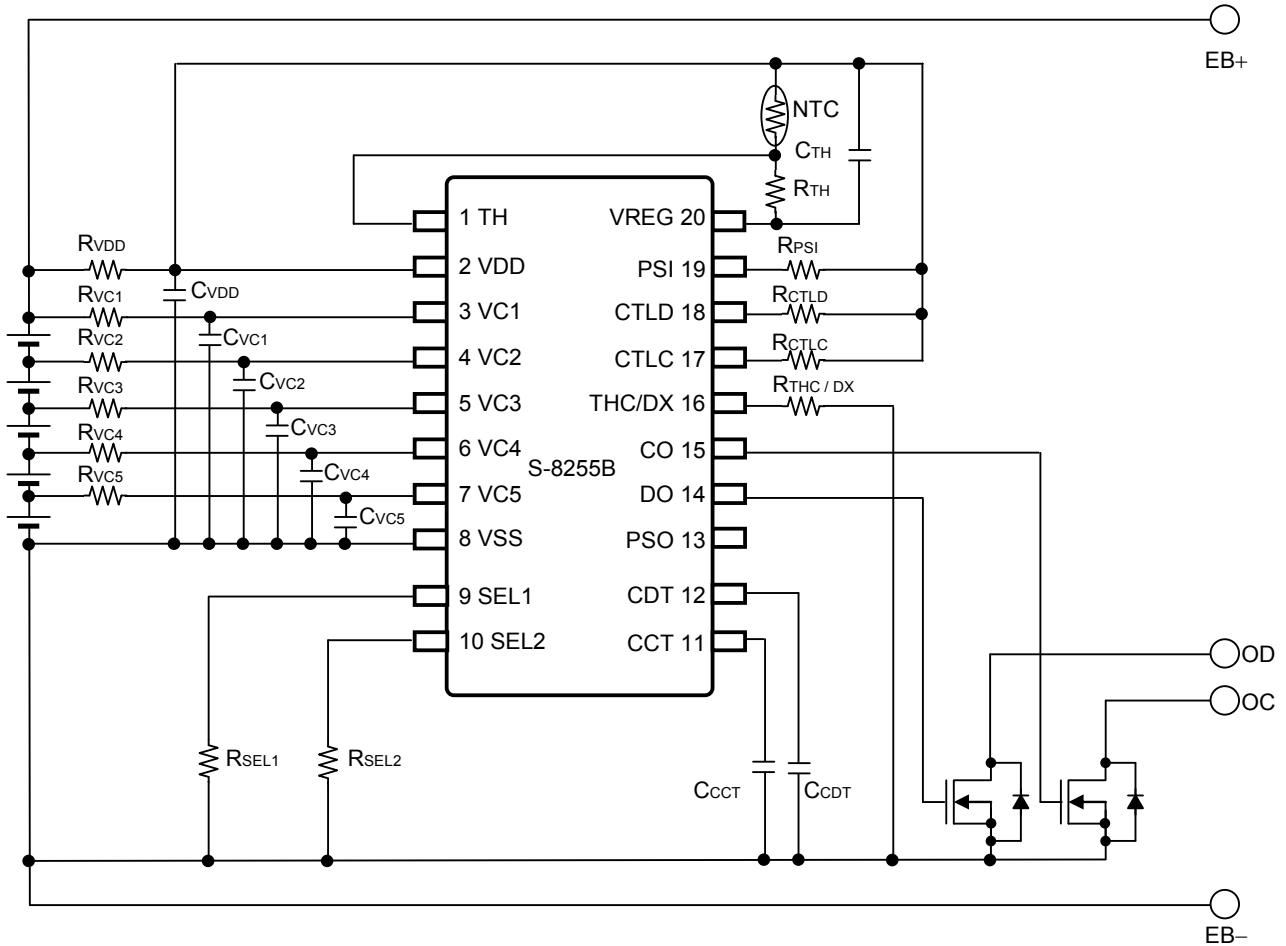 EB+
NTC
CTH
RTH
1 TH
VREG 20
RVDD
RPSI
2 VDD
PSI 19
CVDD
RVC1
RCTLD
3 VC1
CTLD 18
CVC1
RVC2
RCTLC
4 VC2
CTLC 17
CVC2
RVC3
RTHC / DX
5 VC3
THC/DX 16
CVC3
RVC4
6 VC4
CO 15
S-8255B
CVC4
RVC5
7 VC5
DO 14
CVC5
8 VSS
PSO 13
9 SEL1
CDT 12
10 SEL2
CCT 11
OD
OC
RSEL1
RSEL2
CCCT
CCDT
EB−